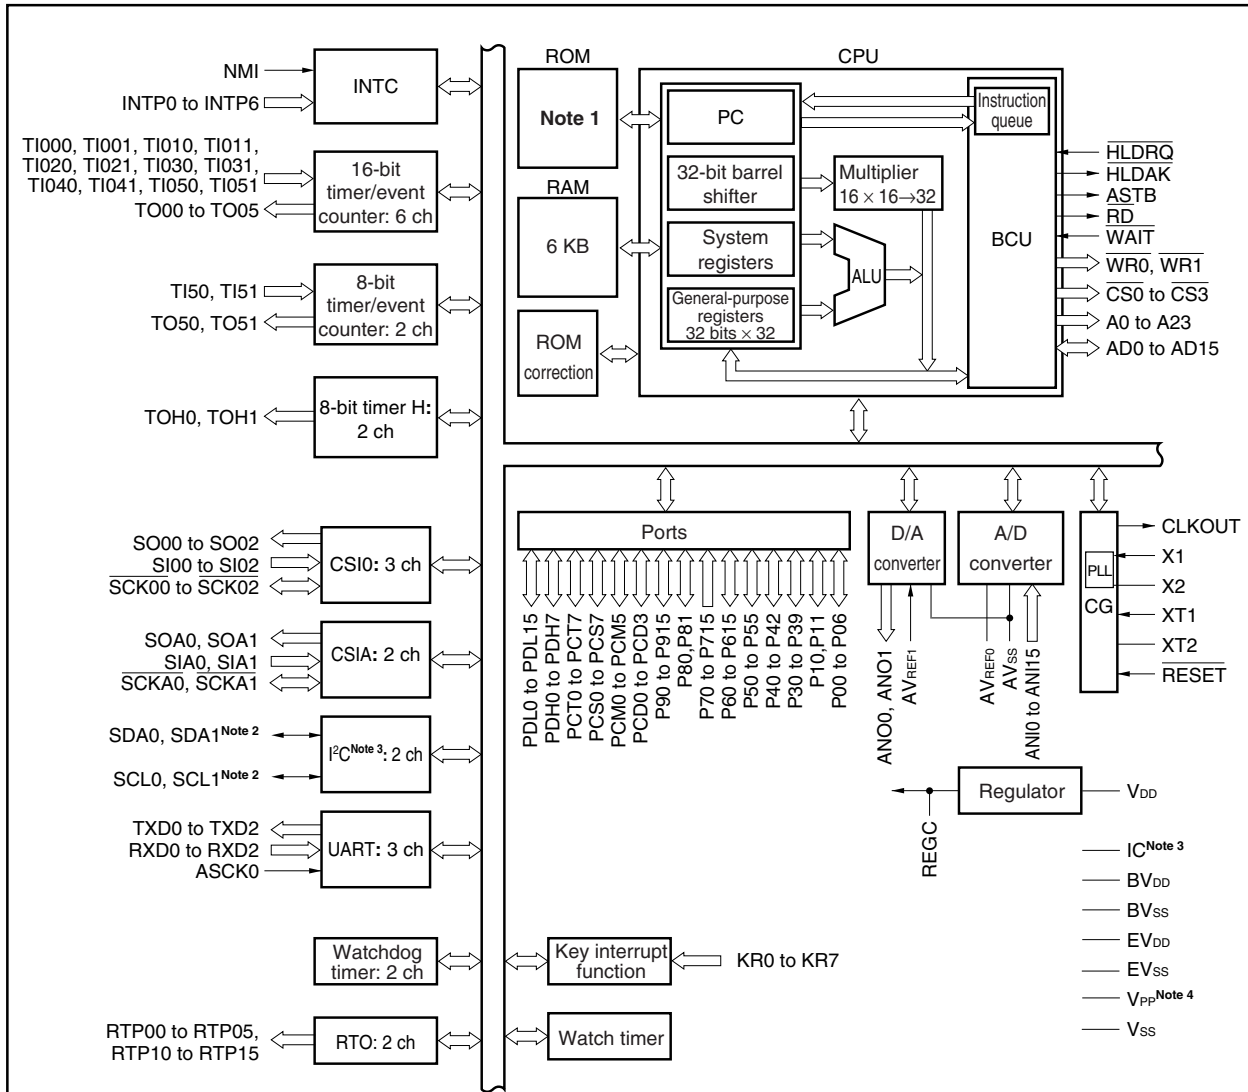 NMI
INTP0 to INTP6
INTC
TI000, TI001, TI010, TI011,
TI020, TI021, TI030, TI031,
TI040, TI041, TI050, TI051
TO00 to TO05
16-bit
timer/event
counter: 6 ch
TI50, TI51
TO50, TO51
8-bit
timer/event
counter: 2 ch
TOH0, TOH1
8-bit timer H:
2 ch
SO00 to SO02
SI00 to SI02
SCK00 to SCK02
CSI0: 3 ch
SOA0, SOA1
SIA0, SIA1
SCKA0, SCKA1
CSIA: 2 ch
SDA0, SDA1Note 2
SCL0, SCL1Note 2
I2CNote 3: 2 ch
TXD0 to TXD2
RXD0 to RXD2
ASCK0
UART: 3 ch
Watchdog
timer: 2 ch
RTP00 to RTP05,
RTP10 to RTP15
RTO: 2 ch
ROM
Note 1
RAM
6 KB
ROM
correction
CPU
PC
32-bit barrel
shifter
System
registers
General-purpose
registers
32 bits × 32
Multiplier
16 × 16→32
ALU
Instruction
queue
BCU
HLDRQ
HLDAK
ASTB
RD
WAIT
WR0, WR1
CS0 to CS3
A0 to A23
AD0 to AD15
Ports
PDL0 to PDL15
PDH0 to PDH7
PCT0 to PCT7
PCS0 to PCS7
PCM0 to PCM5
PCD0 to PCD3
P90 to P915
P80,P81
P70 to P715
P60 to P615
P50 to P55
P40 to P42
P30 to P39
P10,P11
P00 to P06
D/A
converter
ANO0, ANO1
AVREF1
A/D
converter
AVREF0
AVSS
ANI0 to ANI15
PLL
CG
CLKOUT
X1
X2
XT1
XT2
RESET
Regulator
VDD
REGC
ICNote 3
BVDD
BVSS
EVDD
EVSS
VPPNote 4
VSS
Key interrupt
function
KR0 to KR7
Watch timer